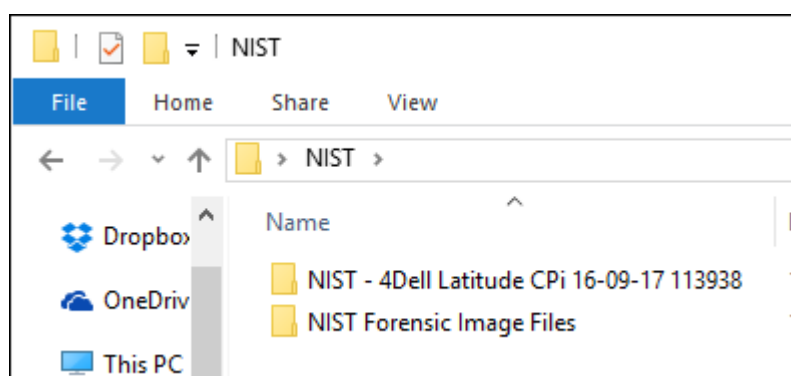 NIST
File Home Share View
NIST
Name
Dropbox
NIST - 4Dell Latitude CPi 16-09-17 113938
OneDriv
NIST Forensic Image Files
This PC